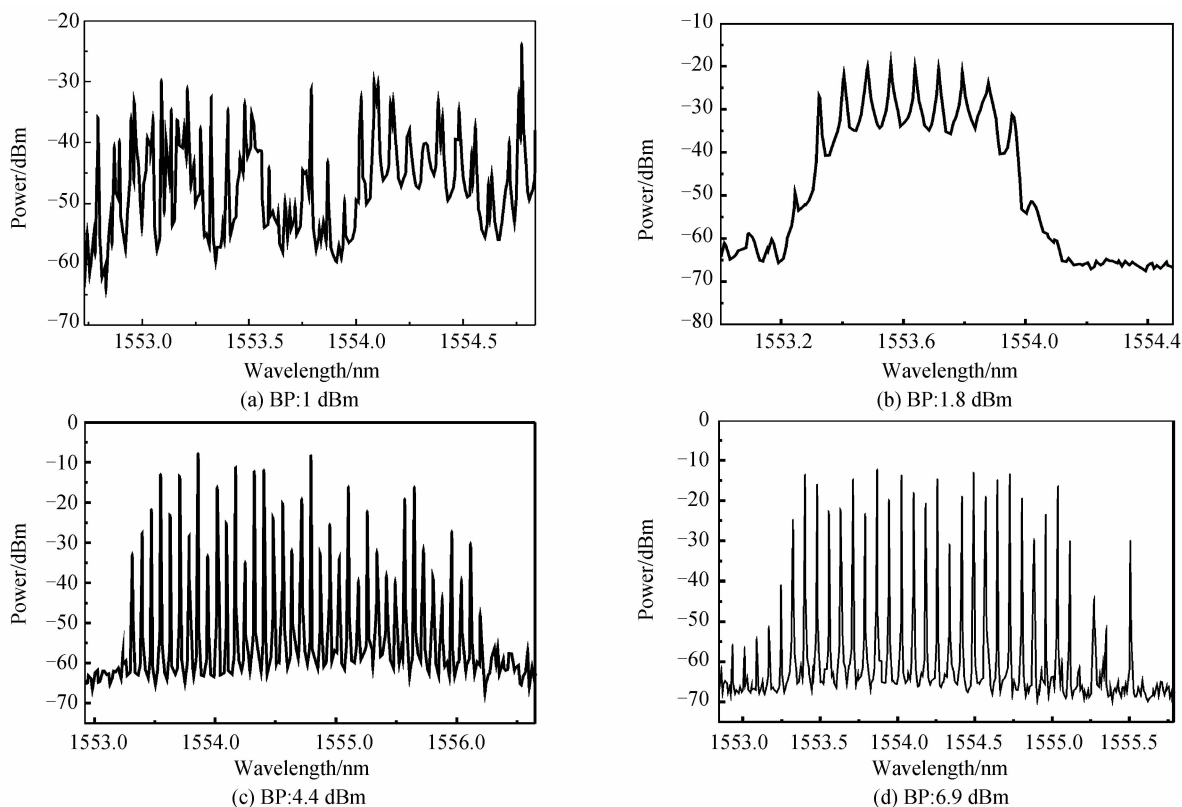 −20
−30
−40
−50
−60
−70
Power/dBm
1553.0 1553.5 1554.0 1554.5
Wavelength/nm
(a) BP:1 dBm
−10
−20
−30
−40
−50
−60
−70
−80
Power/dBm
1553.2 1553.6 1554.0 1554.4
Wavelength/nm
(b) BP:1.8 dBm
0
−10
−20
−30
−40
−50
−60
−70
Power/dBm
1553.0 1554.0 1555.0 1556.0
Wavelength/nm
(c) BP:4.4 dBm
0
−10
−20
−30
−40
−50
−60
−70
Power/dBm
1553.0 1553.5 1554.0 1554.5 1555.0 1555.5
Wavelength/nm
(d) BP:6.9 dBm